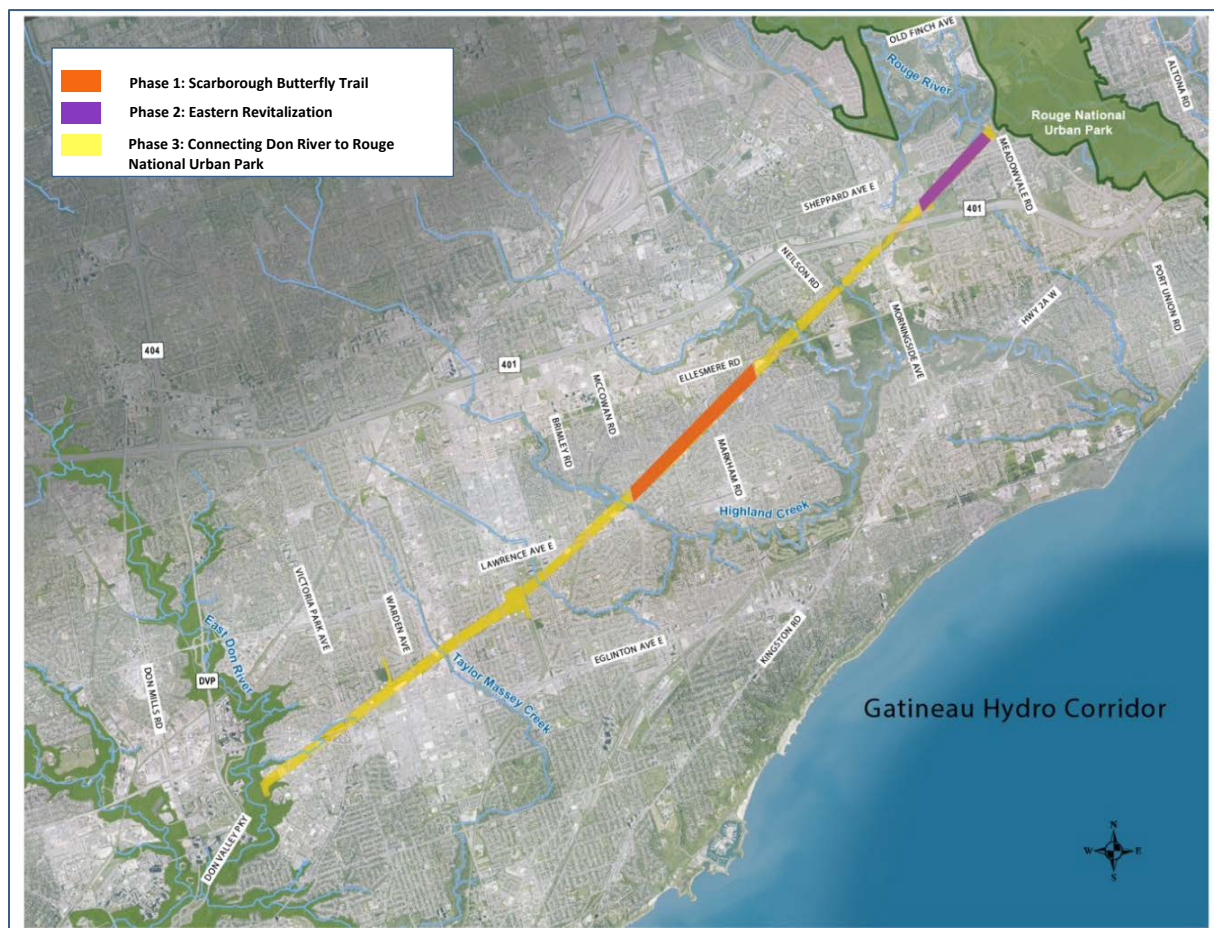 Phase 1: Scarborough Butterfly Trail
Phase 2: Eastern Revitalization
Phase 3: Connecting Don River to Rouge
National Urban Park
OLD FINCH AVE
Rouge River
ALTONA RD
Rouge National
Urban Park
MEADOWVALE RD
SHEPPARD AVE E
401
NEILSON RD
PORT UNION RD
HWY 2A W
MORNINGSIDE AVE
404
401
ELLESMERE RD
MCCOWAN RD
BRIMLEY RD
MARKHAM RD
Highland Creek
LAWRENCE AVE E
VICTORIA PARK AVE
WARDEN AVE
East Don River
EGLINTON AVE E
KINGSTON RD
Taylor Massey Creek
DON MILLS RD
DVP
Gatineau Hydro Corridor
DON VALLEY PKY
N
W
E
S